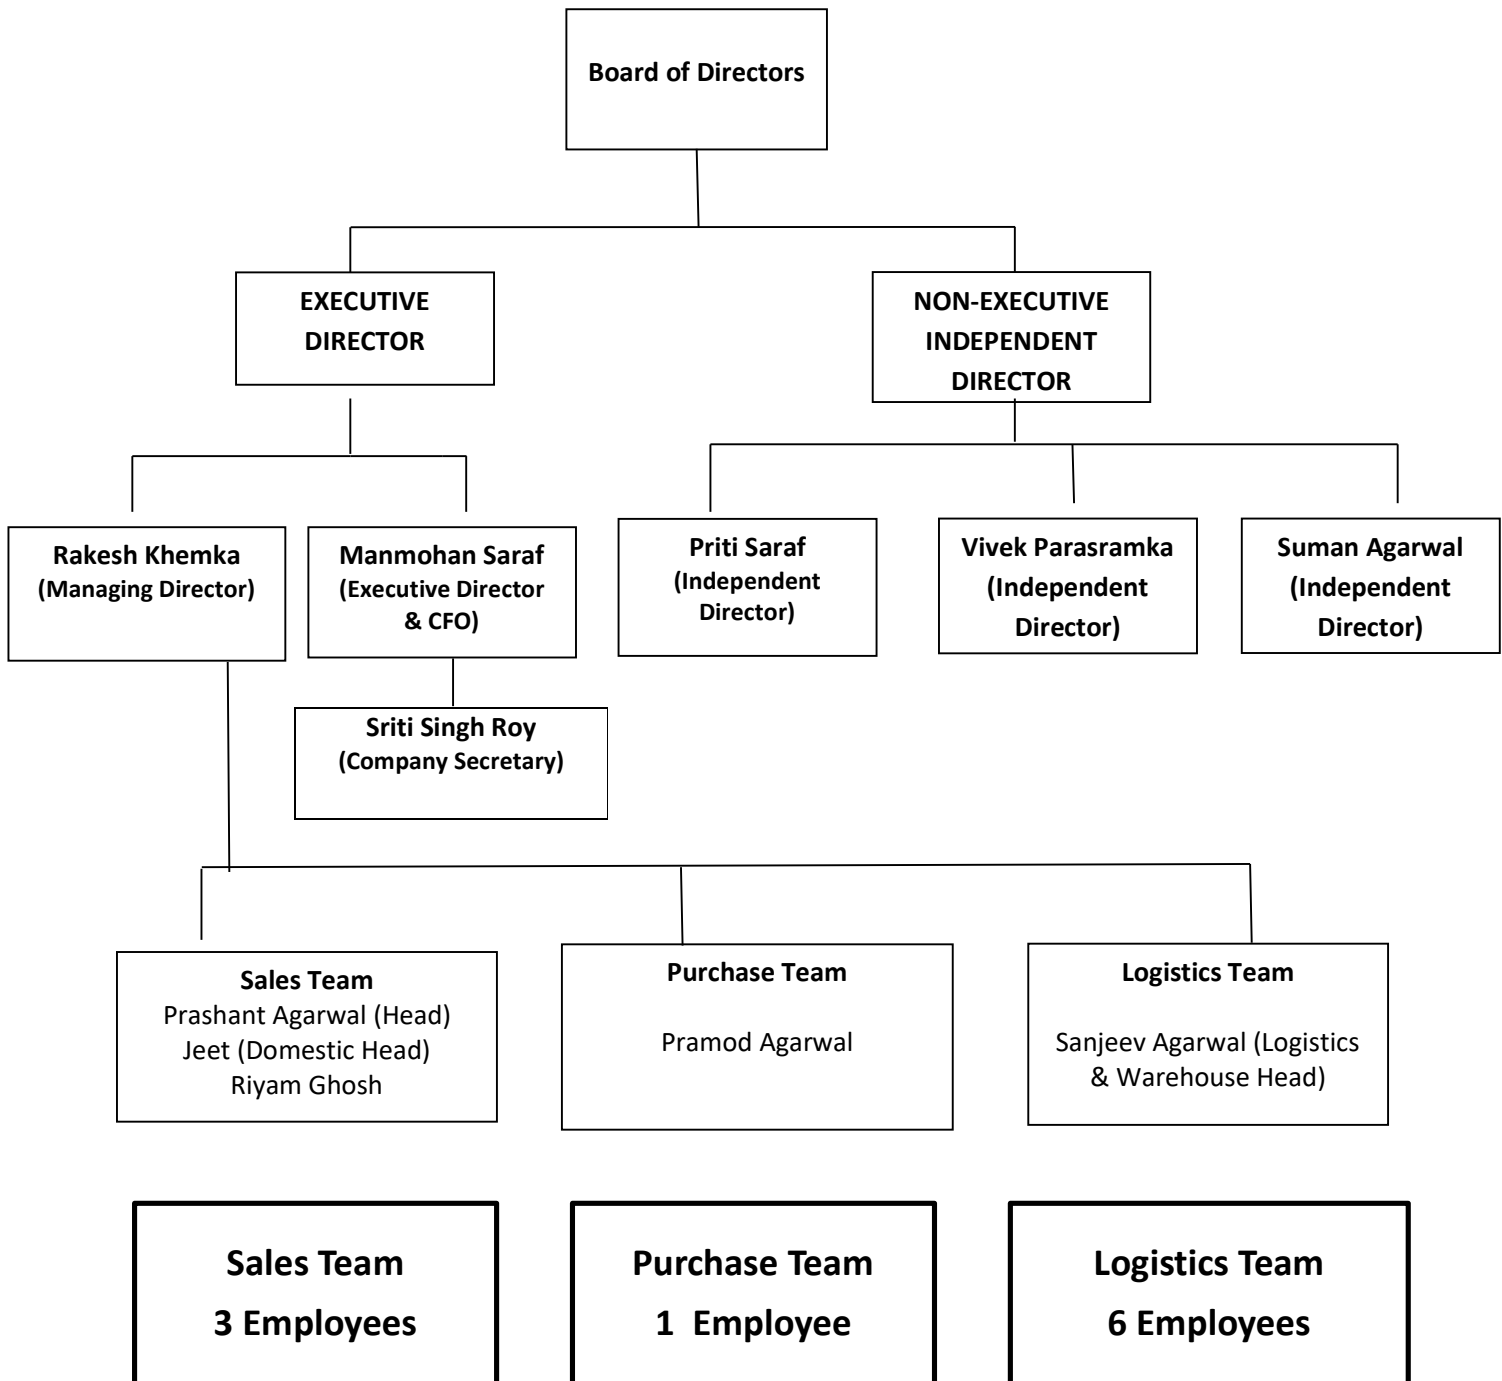 Board of Directors
EXECUTIVE
DIRECTOR
NON-EXECUTIVE
INDEPENDENT
DIRECTOR
Rakesh Khemka
(Managing Director)
Manmohan Saraf
(Executive Director
& CFO)
Priti Saraf
(Independent
Director)
Vivek Parasramka
(Independent
Director)
Suman Agarwal
(Independent
Director)
Sriti Singh Roy
(Company Secretary)
Sales Team
Prashant Agarwal (Head)
Jeet (Domestic Head)
Riyam Ghosh
Purchase Team
Pramod Agarwal
Logistics Team
Sanjeev Agarwal (Logistics
& Warehouse Head)
Sales Team
3 Employees
Purchase Team
1 Employee
Logistics Team
6 Employees